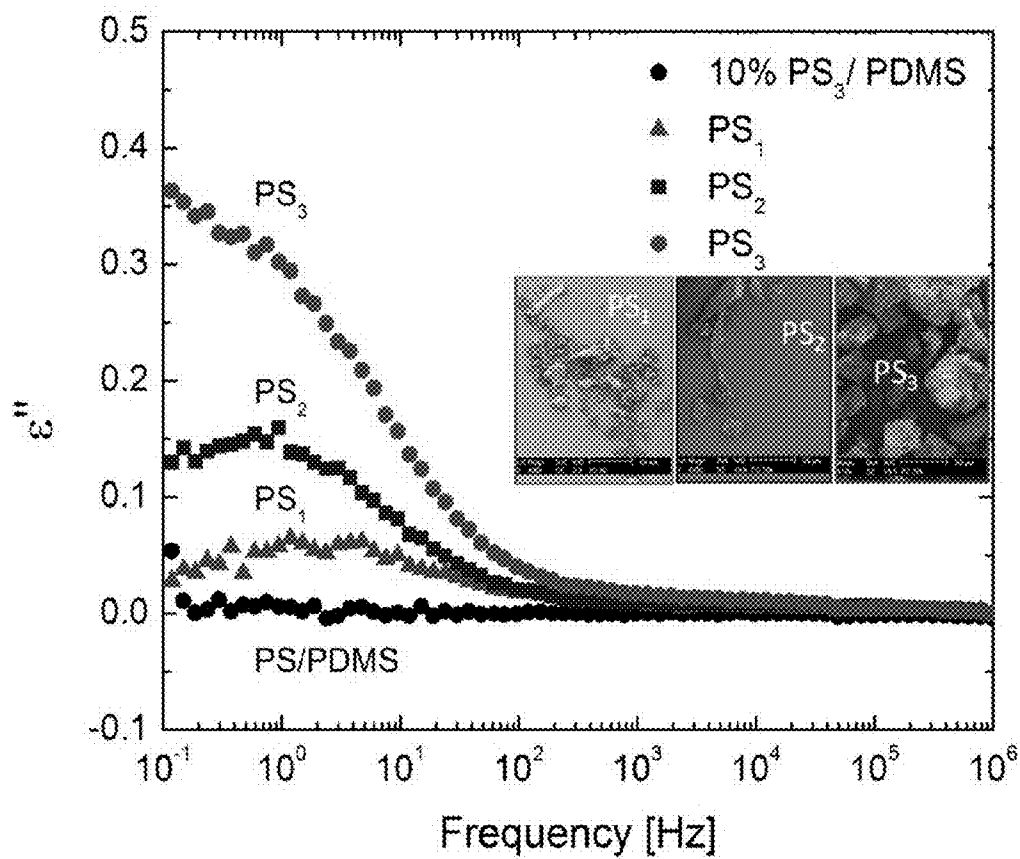 0.5
0.4
0.3
0.2
0.1
0.0
-0.1
ε"
10% PS₃/ PDMS
PS₁
PS₂
PS₃
PS₃
PS₂
PS₁
PS/PDMS
PS₁
PS₂
PS₃
10⁻¹ 10⁰ 10¹ 10² 10³ 10⁴ 10⁵ 10⁶
Frequency [Hz]